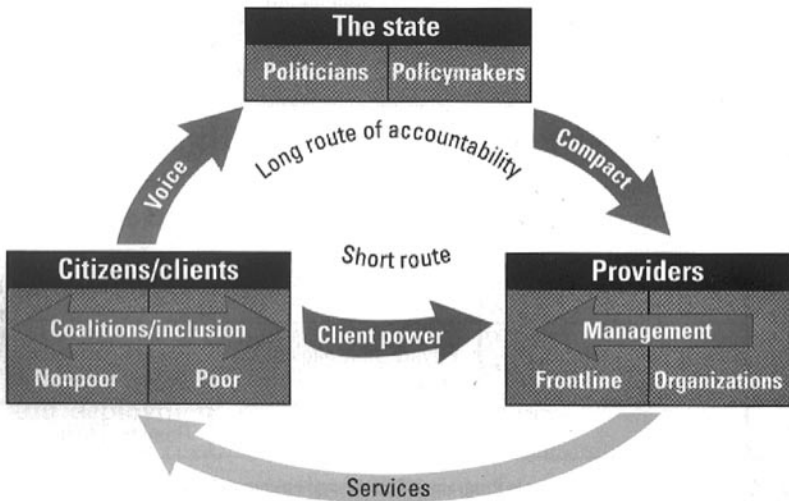 The state
Politicians Policymakers
Long route of accountability
Voice
Compact
Short route
Citizens/clients
Coalitions/inclusion
Nonpoor Poor
Client power
Providers
Management
Frontline Organizations
Services